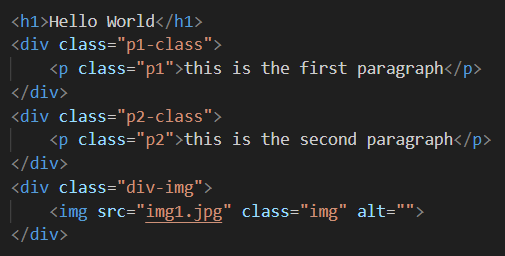 <h1>Hello World</h1>
<div class="p1-class">
    <p class="p1">this is the first paragraph</p>
</div>
<div class="p2-class">
    <p class="p2">this is the second paragraph</p>
</div>
<div class="div-img">
    <img src="img1.jpg" class="img" alt="">
</div>